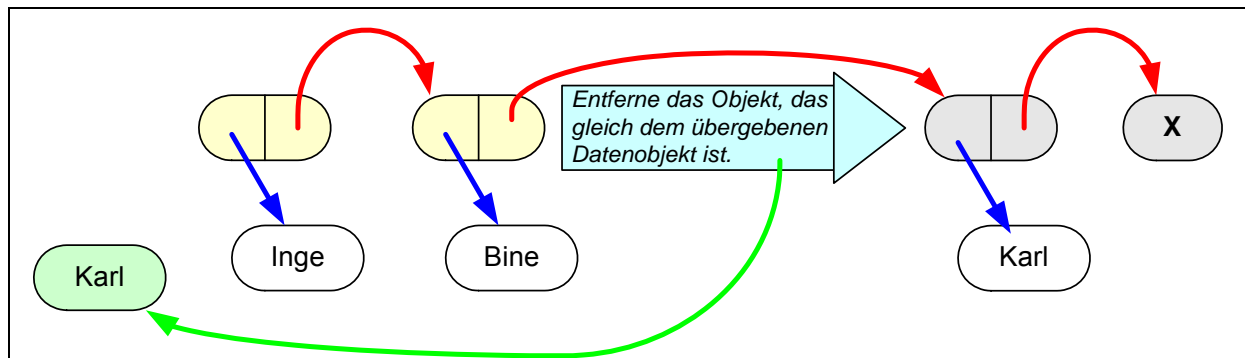 Entferne das Objekt, das
gleich dem übergebenen
Datenobjekt ist.
X
Inge
Bine
Karl
Karl